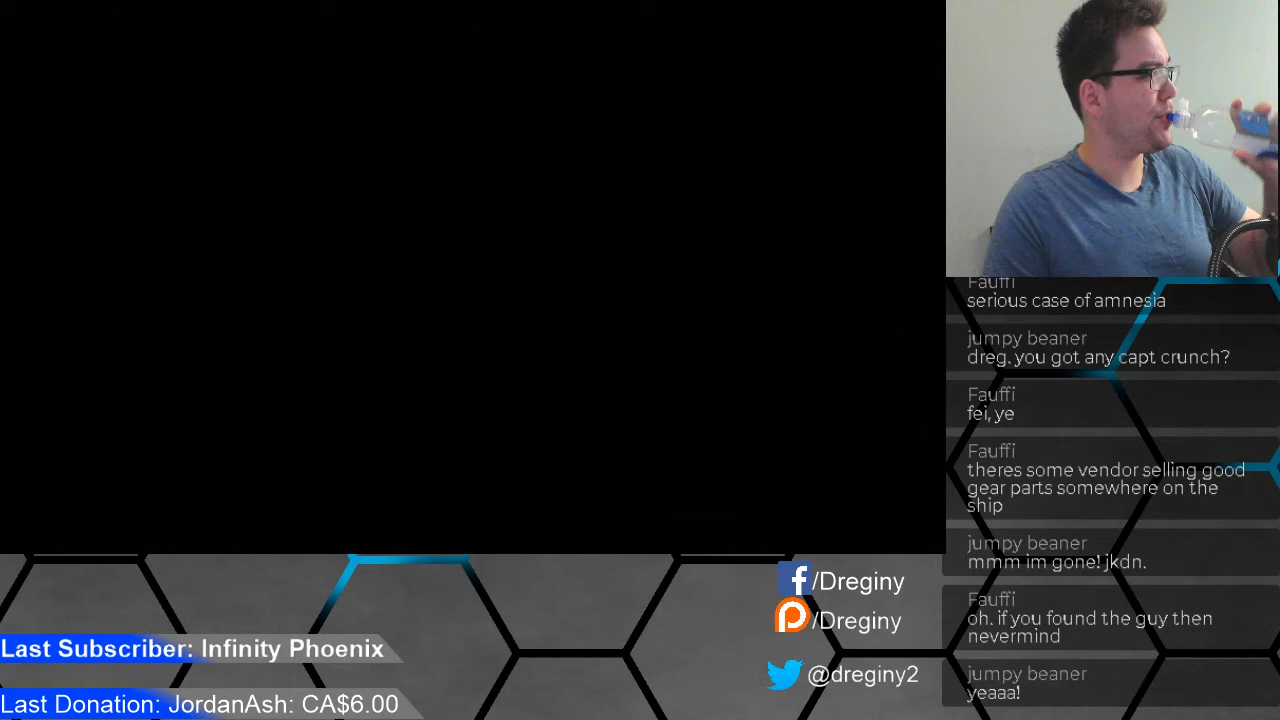 Fauffi
serious case of amnesia
jumpy beaner
dreg. you got any capt crunch?
Fauffi
fei, ye
Fauffi
theres some vendor selling good
gear parts somewhere on the
ship
jumpy beaner
mmm im gone! jkdn.
Fauffi
oh. if you found the guy then
nevermind
jumpy beaner
yeaaa!
f/Dreginy
/Dreginy
@dreginy2
Last Subscriber: Infinity Phoenix
Last Donation: JordanAsh: CA$6.00